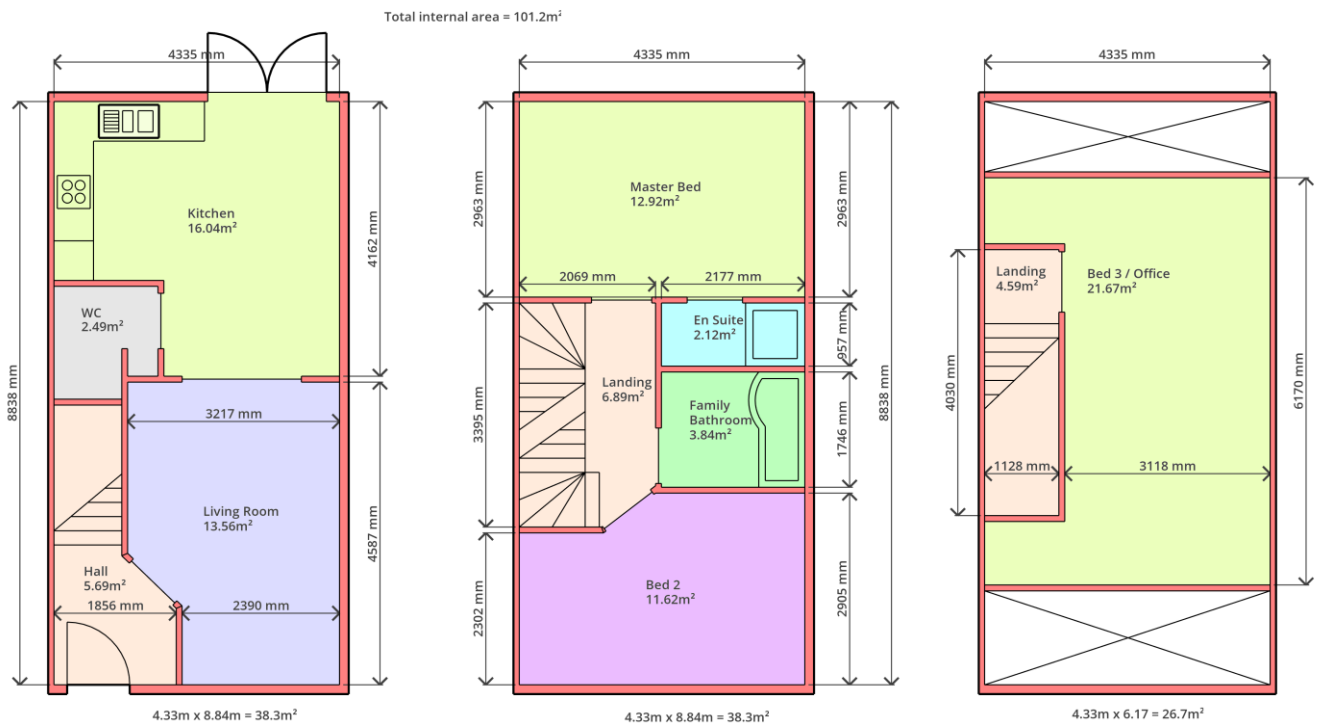 Total internal area = 101.2m²
4335 mm
4335 mm
4335 mm
Kitchen
16.04m²
WC
2.49m²
8838 mm
4162 mm
3217 mm
Living Room
13.56m²
4587 mm
Hall
5.69m²
1856 mm
2390 mm
4.33m x 8.84m = 38.3m²
Master Bed
12.92m²
2963 mm
2963 mm
2069 mm
2177 mm
En Suite
2.12m²
957 mm
Landing
6.89m²
3395 mm
Family
Bathroom
3.84m²
1746 mm
8838 mm
Bed 2
11.62m²
2302 mm
2905 mm
4.33m x 8.84m = 38.3m²
Landing
4.59m²
Bed 3 / Office
21.67m²
4030 mm
6170 mm
1128 mm
3118 mm
4.33m x 6.17 = 26.7m²